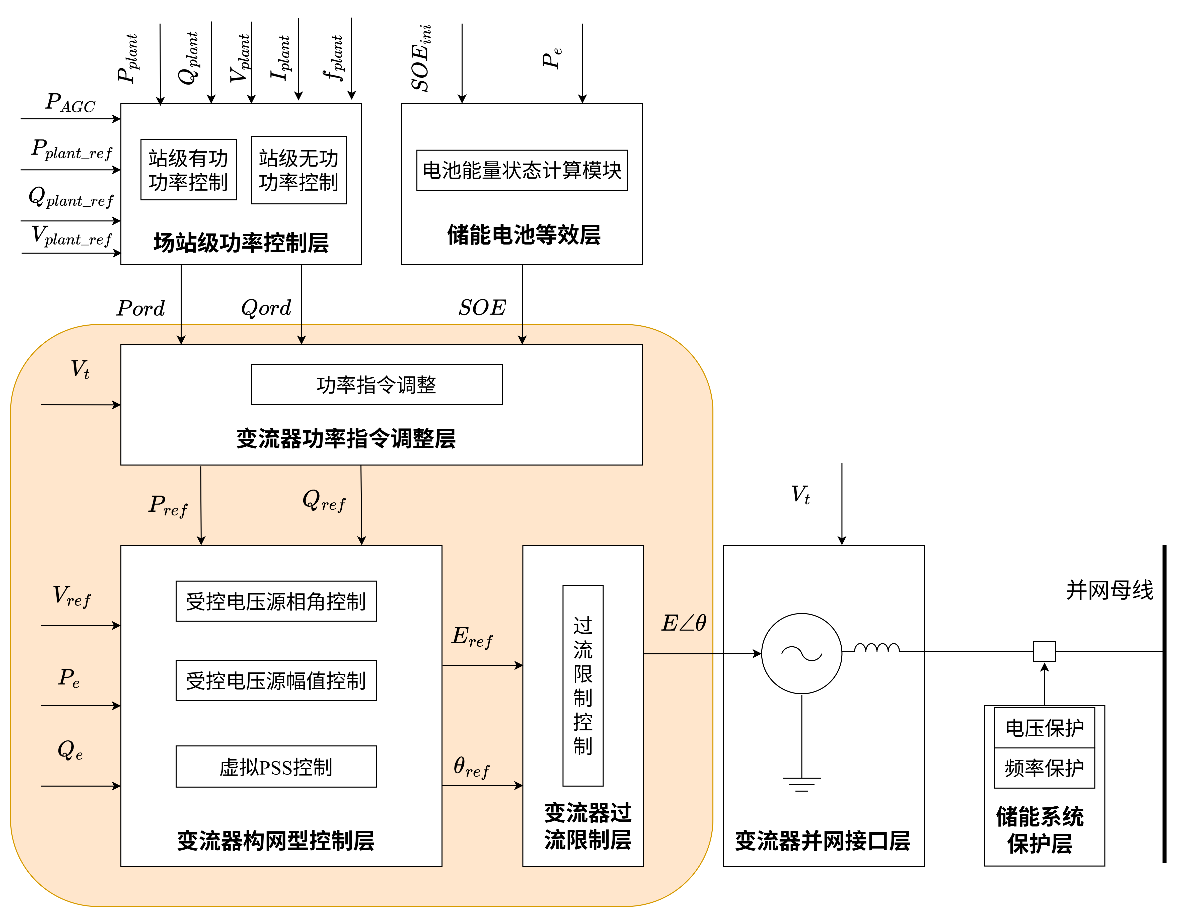 P_plant
Q_plant
V_plant
I_plant
f_plant
SOE_ini
P_e
P_AGC
P_plant_ref
Q_plant_ref
V_plant_ref
站级有功
功率控制
站级无功
功率控制
场站级功率控制层
电池能量状态计算模块
储能电池等效层
Pord
Qord
SOE
V_t
功率指令调整
变流器功率指令调整层
P_ref
Q_ref
V_t
V_ref
P_e
Q_e
受控电压源相角控制
受控电压源幅值控制
虚拟PSS控制
变流器构网型控制层
E_ref
θ_ref
过
流
限
制
控
制
变流器过
流限制层
E∠θ
变流器并网接口层
并网母线
电压保护
频率保护
储能系统
保护层